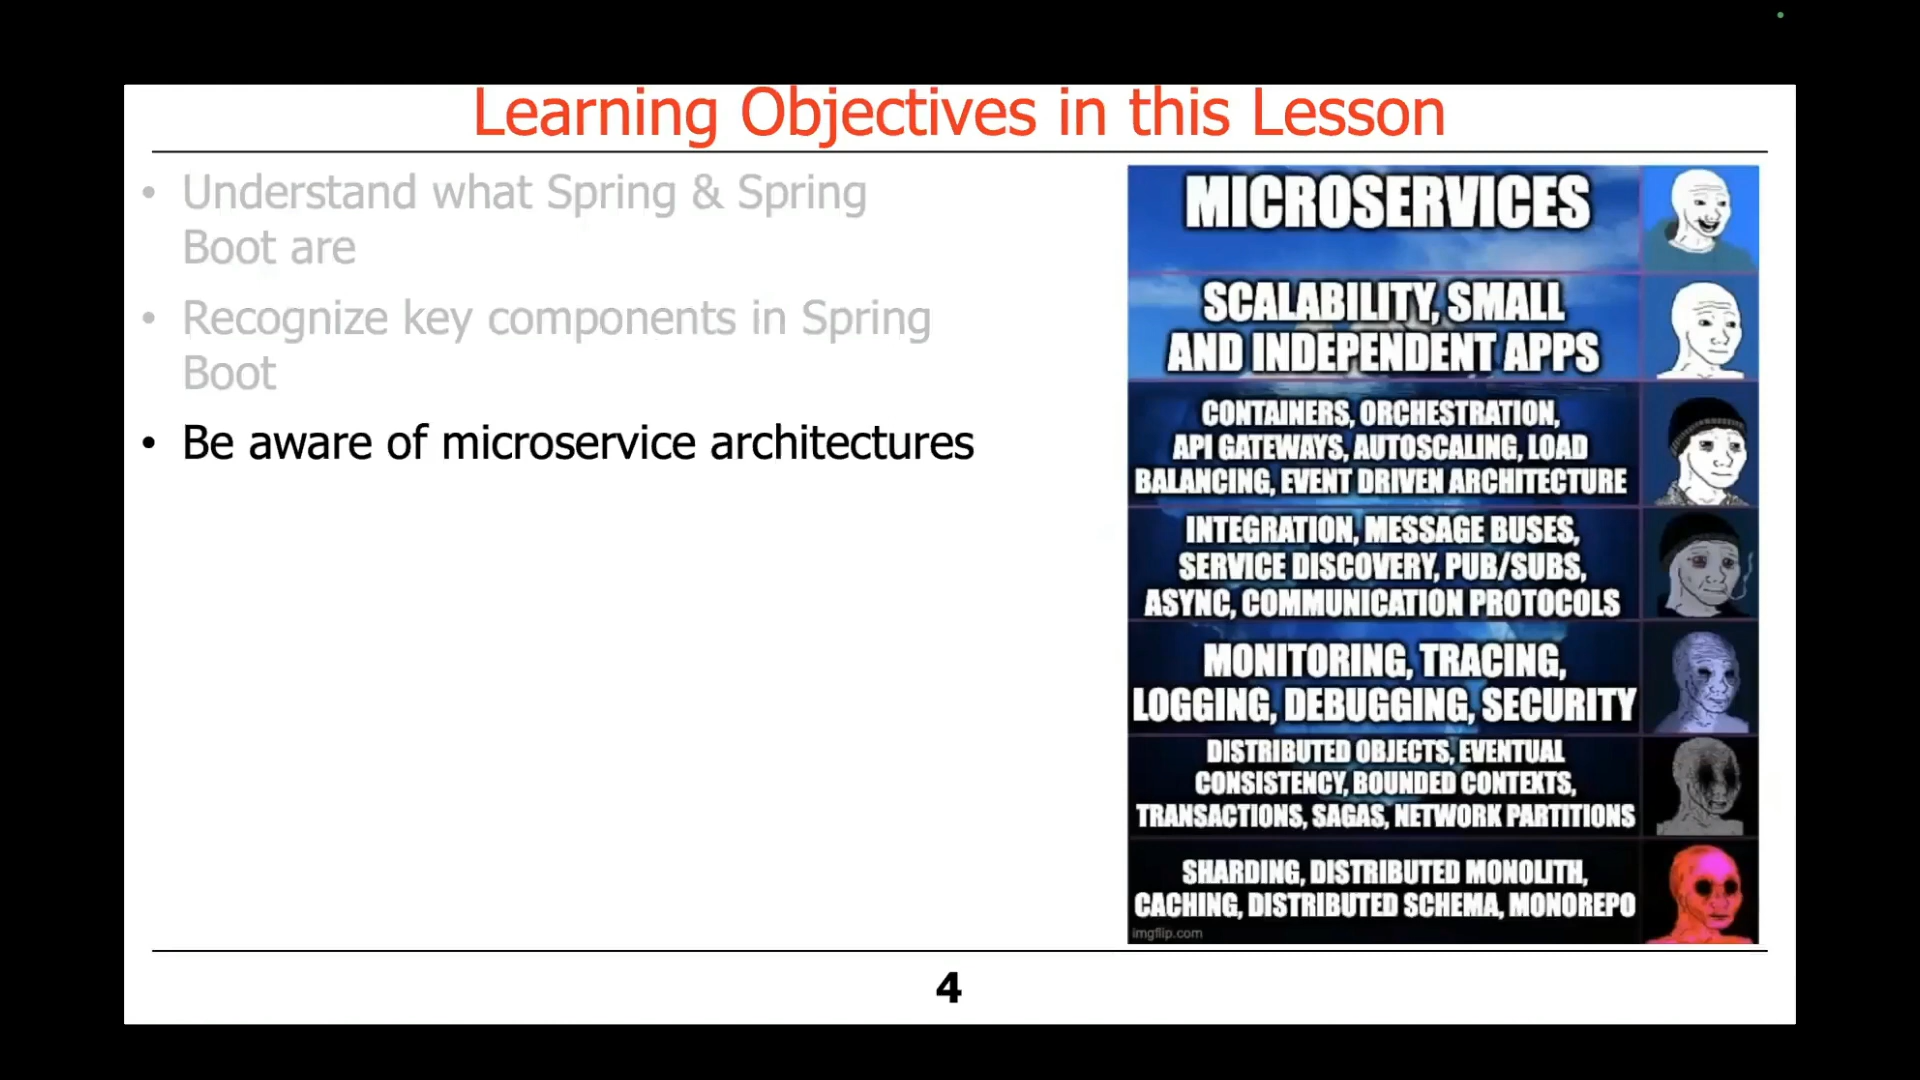 Learning Objectives in this Lesson
• Understand what Spring & Spring
Boot are
• Recognize key components in Spring
Boot
• Be aware of microservice architectures
MICROSERVICES
SCALABILITY, SMALL
AND INDEPENDENT APPS
CONTAINERS, ORCHESTRATION,
API GATEWAYS, AUTOSCALING, LOAD
BALANCING, EVENT DRIVEN ARCHITECTURE
INTEGRATION, MESSAGE BUSES,
SERVICE DISCOVERY, PUB/SUBS,
ASYNC, COMMUNICATION PROTOCOLS
MONITORING, TRACING,
LOGGING, DEBUGGING, SECURITY
DISTRIBUTED OBJECTS, EVENTUAL
CONSISTENCY, BOUNDED CONTEXTS,
TRANSACTIONS, SAGAS, NETWORK PARTITIONS
SHARDING, DISTRIBUTED MONOLITH,
CACHING, DISTRIBUTED SCHEMA, MONOREPO
imgflip.com
4